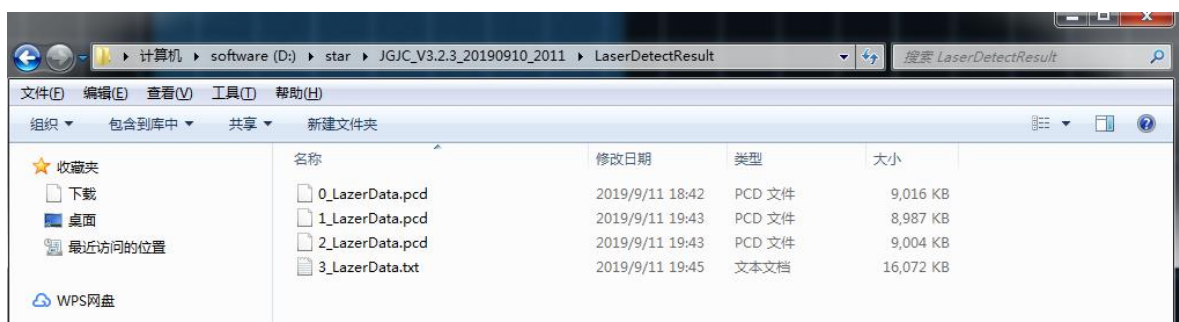 计算机 software (D:) star JGJC_V3.2.3_20190910_2011 LaserDetectResult 搜索 LaserDetectResult
文件(F) 编辑(E) 查看(V) 工具(T) 帮助(H)
组织 包含到库中 共享 新建文件夹
收藏夹 名称 修改日期 类型 大小
下载 0_LazerData.pcd 2019/9/11 18:42 PCD 文件 9,016 KB
1_LazerData.pcd 2019/9/11 19:43 PCD 文件 8,987 KB
桌面 2_LazerData.pcd 2019/9/11 19:43 PCD 文件 9,004 KB
最近访问的位置 3_LazerData.txt 2019/9/11 19:45 文本文档 16,072 KB
WPS网盘